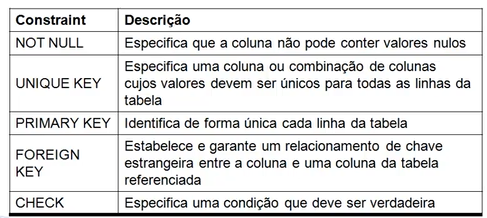 Constraint Descrição
NOT NULL Especifica que a coluna não pode conter valores nulos
UNIQUE KEY Especifica uma coluna ou combinação de colunas
cujos valores devem ser únicos para todas as linhas da
tabela
PRIMARY KEY Identifica de forma única cada linha da tabela
FOREIGN
KEY
Estabelece e garante um relacionamento de chave
estrangeira entre a coluna e uma coluna da tabela
referenciada
CHECK Especifica uma condição que deve ser verdadeira